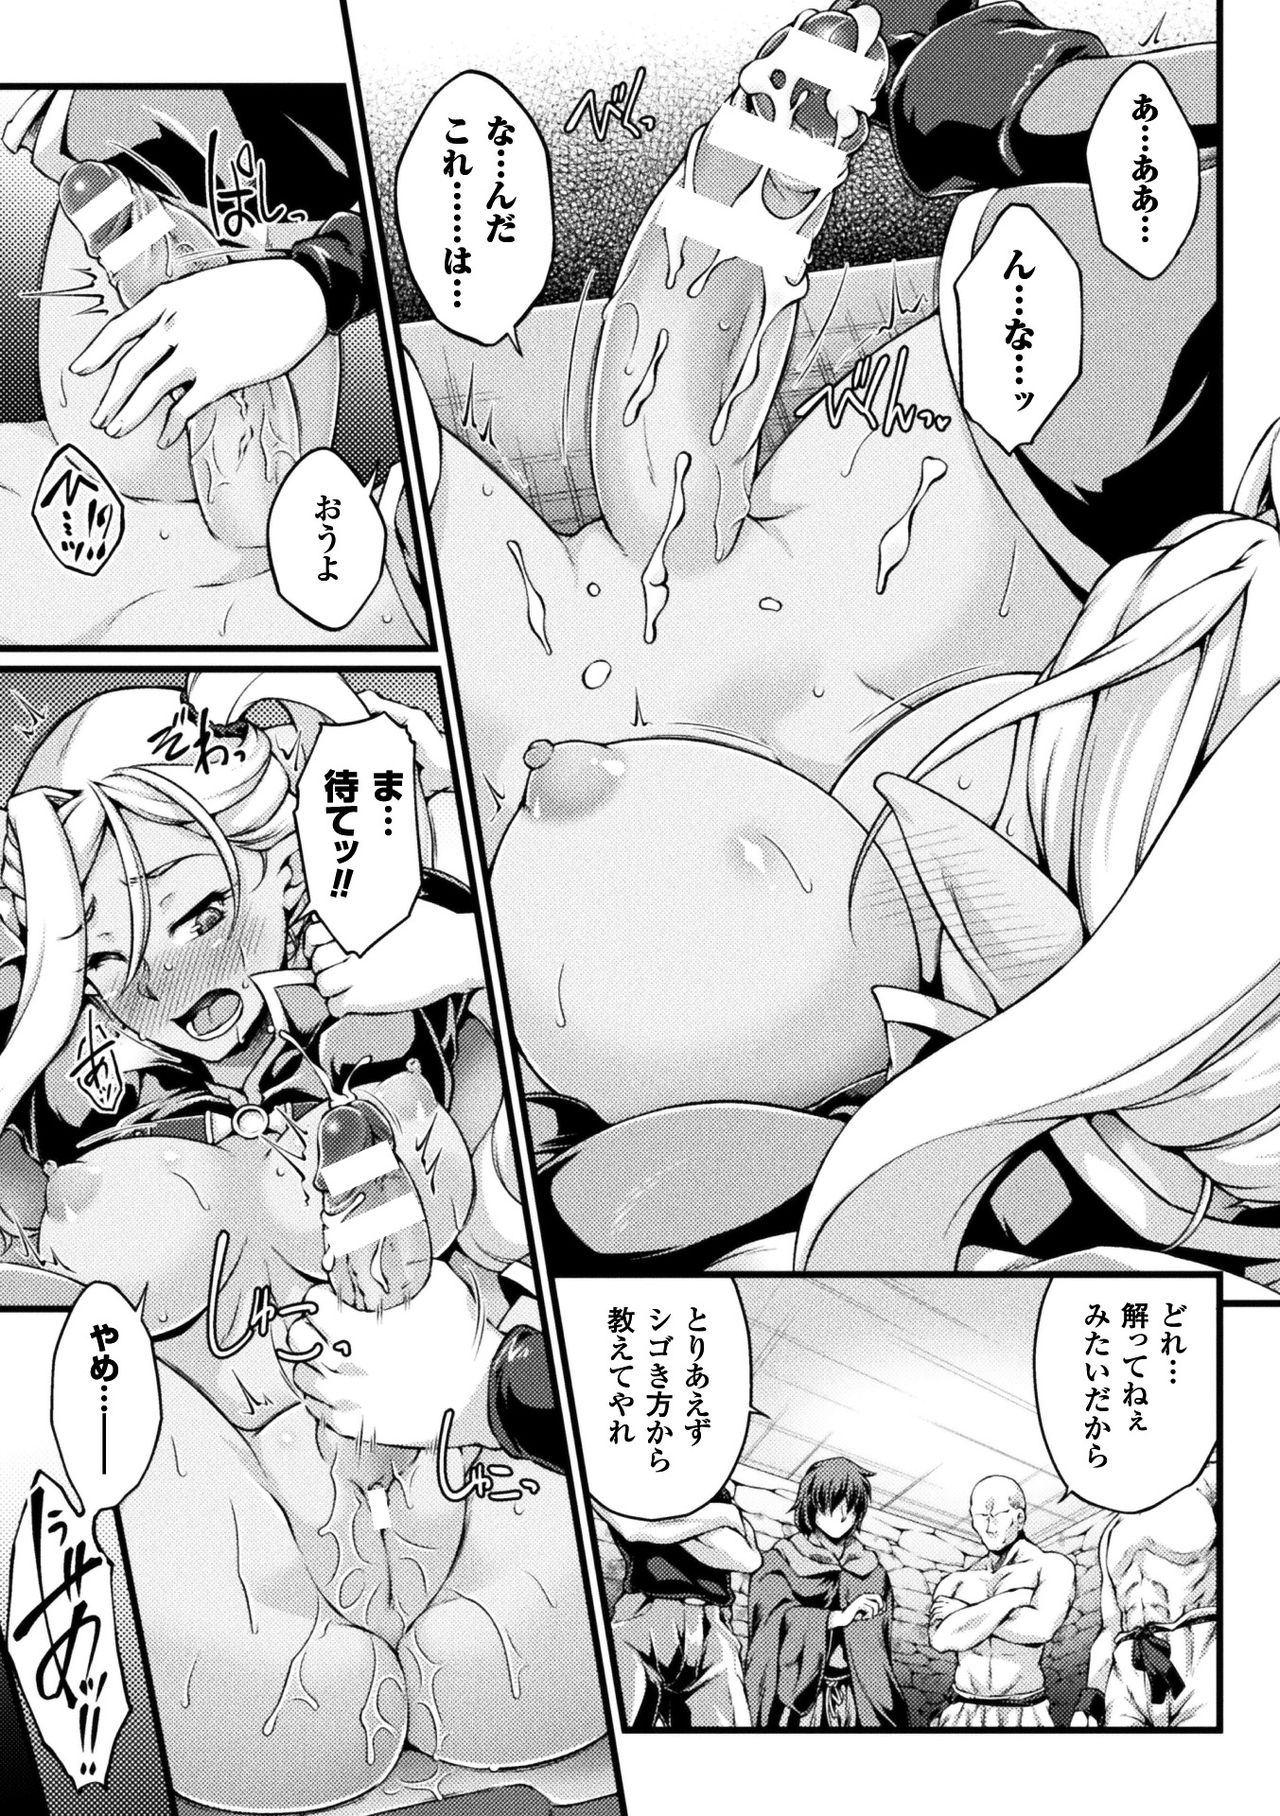 あ…ああ…
ん…な…ッ
な…んだ
これ………は…
びくっ
びくんっ♥
どれ…
解ってねぇ
みたいだから
とりあえず
シゴき方から
教えてやれ
ぱしっ
おうよ
ぞわっ
ま…
待てッ!!
しゅこー
しゅこっ
やめ…――